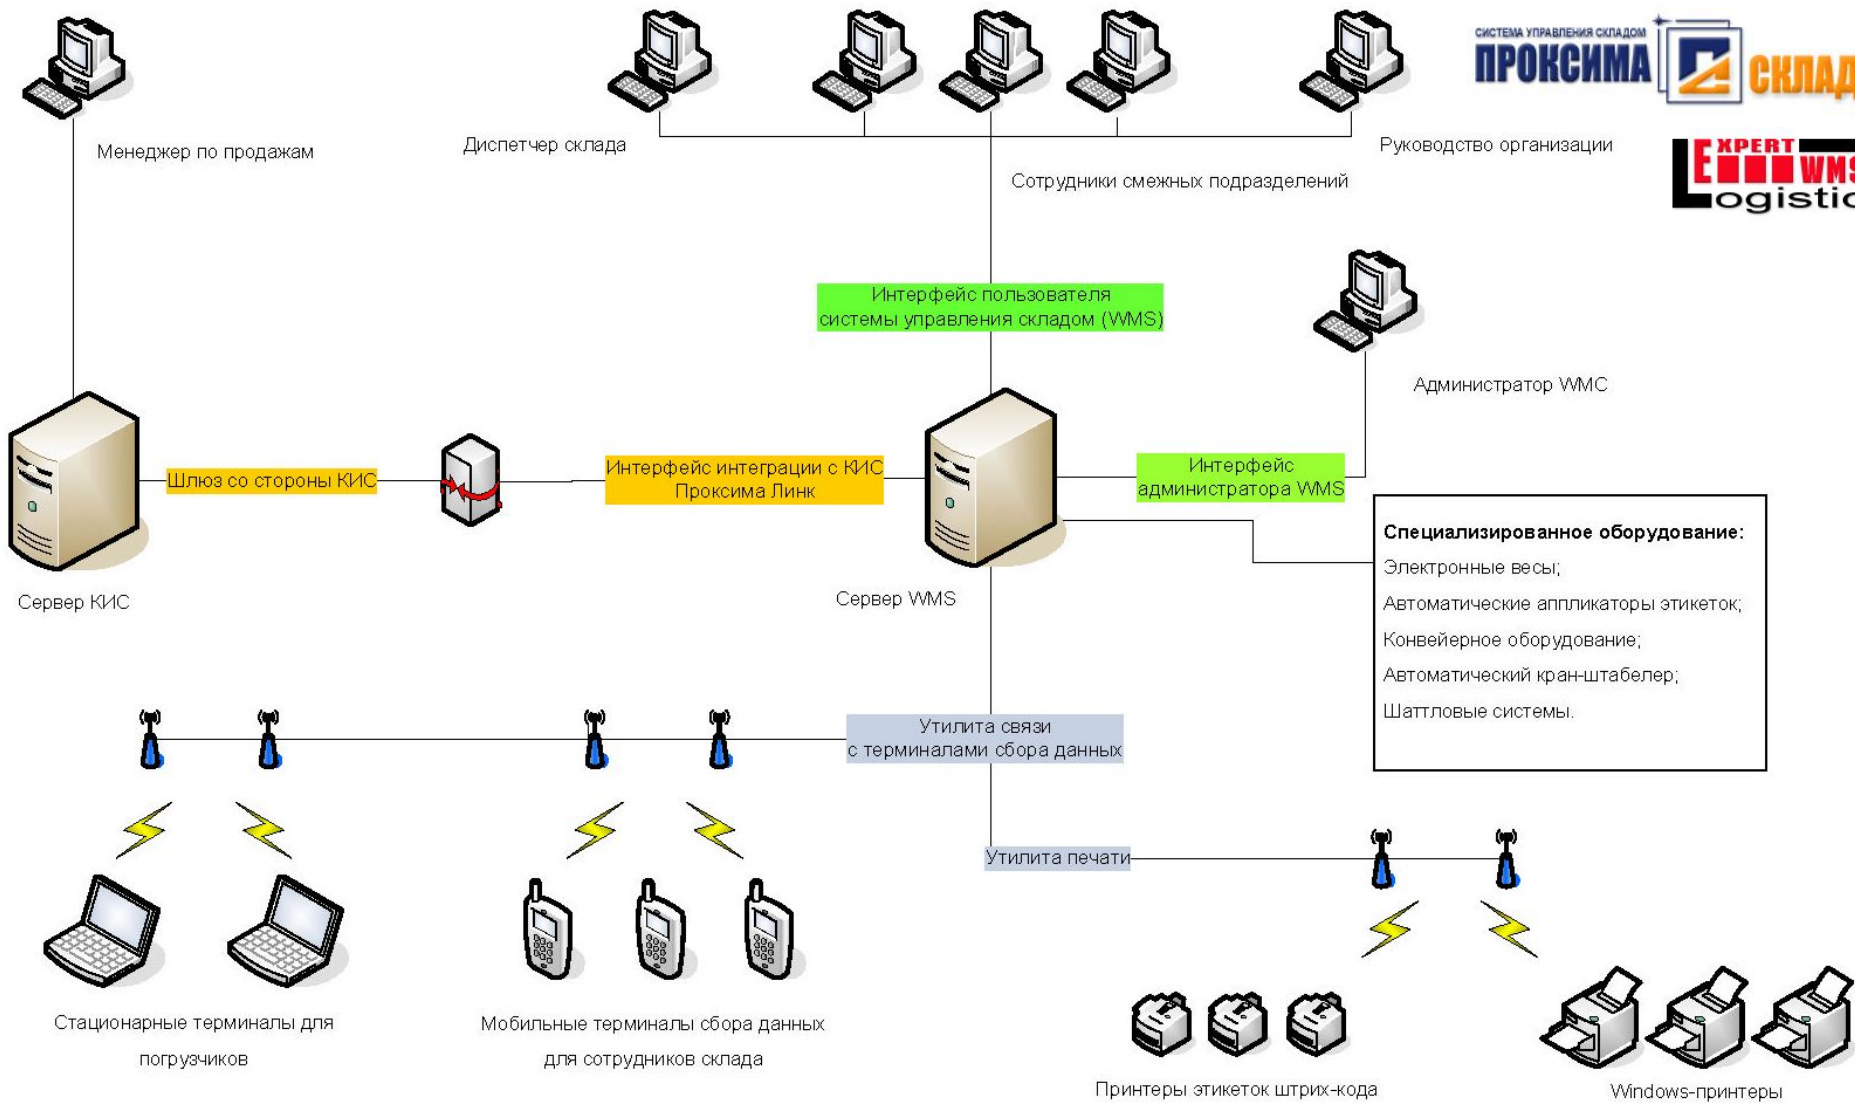 СИСТЕМА УПРАВЛЕНИЯ СКЛАДОМ
ПРОКСИМА
СКЛАД
EXPERT
WMS
Logistic
Менеджер по продажам
Диспетчер склада
Сотрудники смежных подразделений
Руководство организации
Интерфейс пользователя
системы управления складом (WMS)
Администратор WMC
Шлюз со стороны КИС
Интерфейс интеграции с КИС
Проксима Линк
Интерфейс
администратора WMS
Сервер КИС
Сервер WMS
Специализированное оборудование:
Электронные весы;
Автоматические аппликаторы этикеток;
Конвейерное оборудование;
Автоматический кран-штабелер;
Шаттловые системы.
Утилита связи
с терминалами сбора данных
Утилита печати
Стационарные терминалы для
погрузчиков
Мобильные терминалы сбора данных
для сотрудников склада
Принтеры этикеток штрих-кода
Windows-принтеры